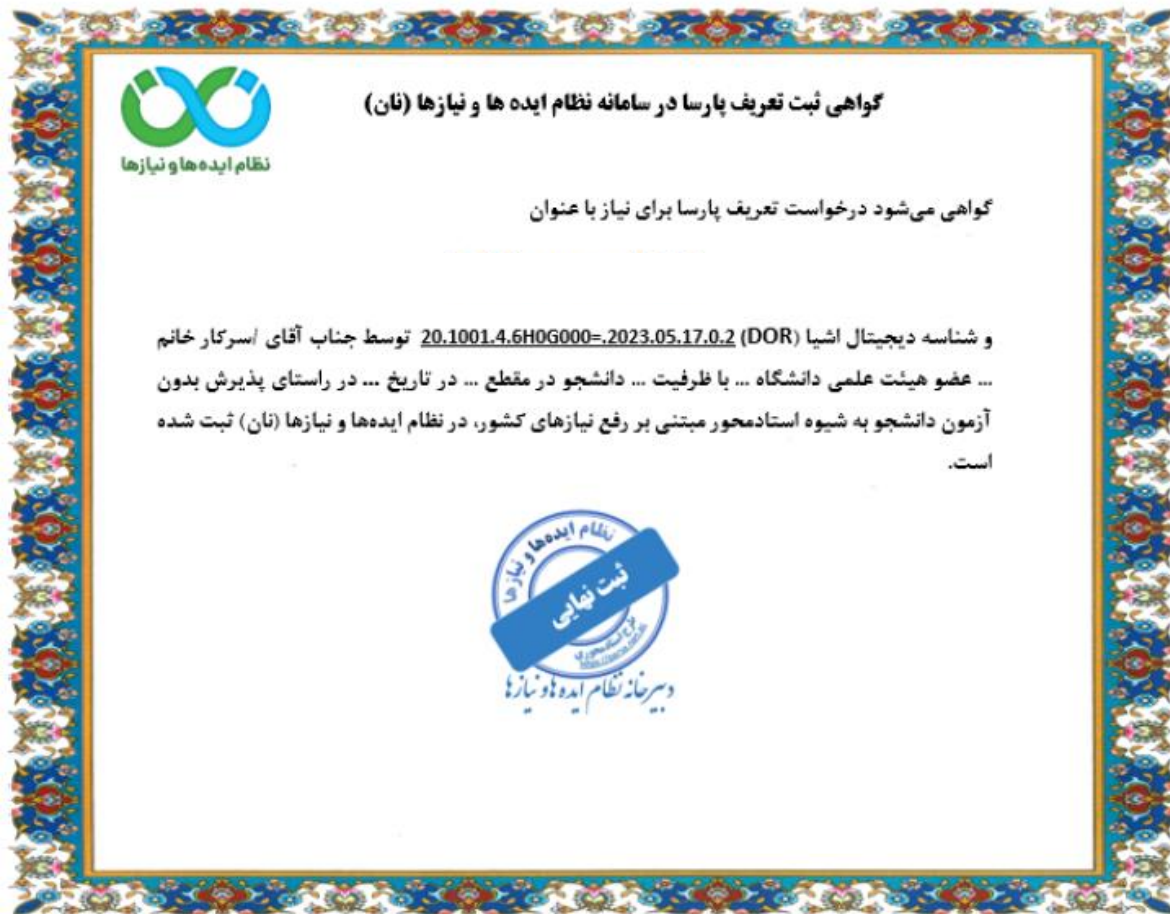 گواهی ثبت تعریف پارسا در سامانه نظام ایده ها و نیازها (نان)
نظام ایده‌ها و نیازها
گواهی می‌شود درخواست تعریف پارسا برای نیاز با عنوان
و شناسه دیجیتال اشیا (DOR) 20.1001.4.6H0G000=.2023.05.17.0.2 توسط جناب آقای /سرکار خانم
... عضو هیئت علمی دانشگاه ... با ظرفیت ... دانشجو در مقطع ... در تاریخ ... در راستای پذیرش بدون
آزمون دانشجو به شیوه استادمحور مبتنی بر رفع نیازهای کشور، در نظام ایده‌ها و نیازها (نان) ثبت شده
است.
نظام ایده‌ها و نیازها
ثبت نهایی
دبیرخانه نظام ایده ها و نیازها